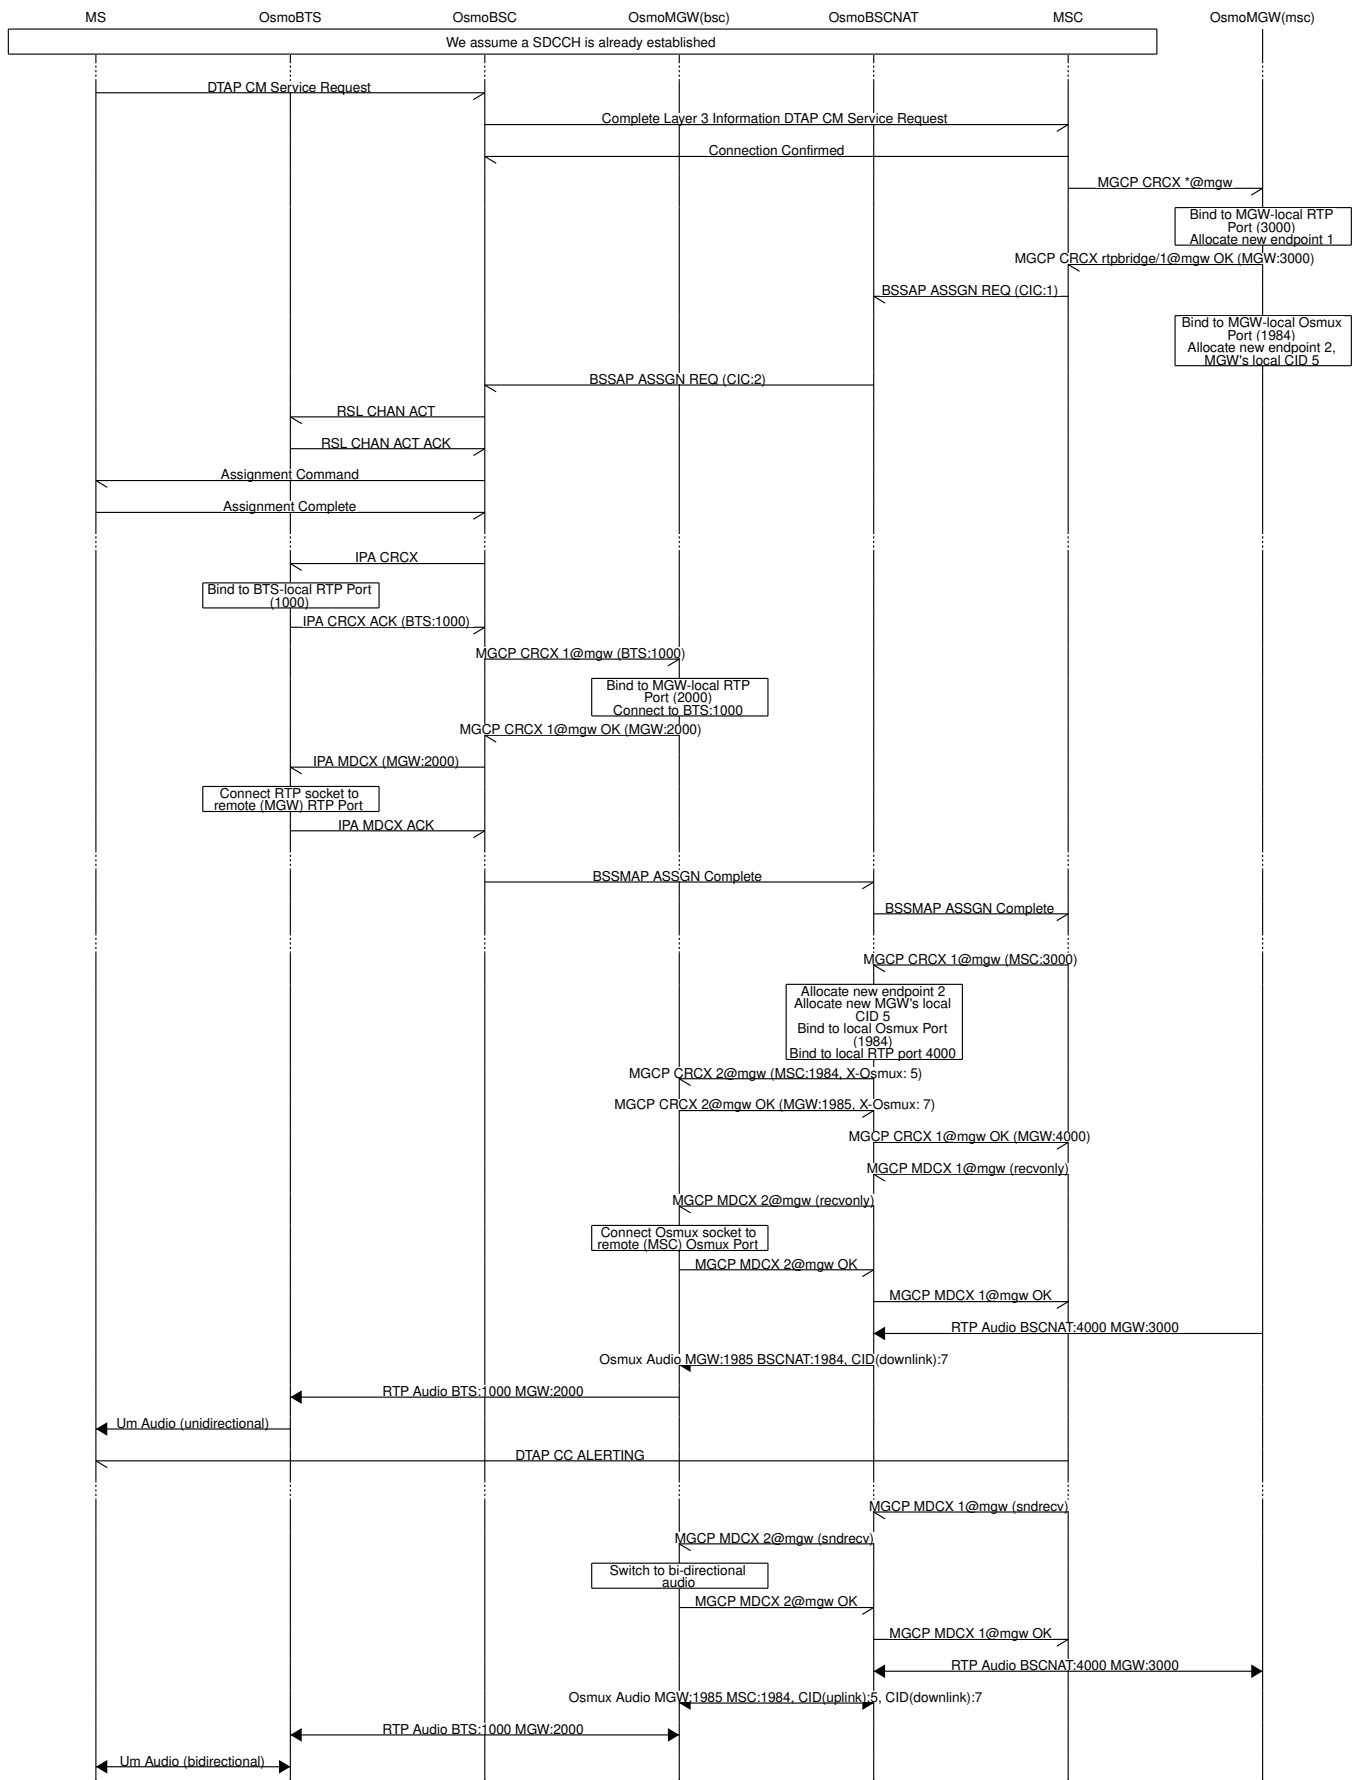 MS OsmoBTS OsmoBSC OsmoMGW(bsc) OsmoBSCNAT MSC OsmoMGW(msc)
We assume a SDCCH is already established
DTAP CM Service Request
Complete Layer 3 Information DTAP CM Service Request
Connection Confirmed
MGCP CRCX *@mgw
Bind to MGW-local RTP
Port (3000)
Allocate new endpoint 1
MGCP CRCX rtpbridge/1@mgw OK (MGW:3000)
BSSAP ASSGN REQ (CIC:1)
Bind to MGW-local Osmux
Port (1984)
Allocate new endpoint 2,
MGW's local CID 5
BSSAP ASSGN REQ (CIC:2)
RSL CHAN ACT
RSL CHAN ACT ACK
Assignment Command
Assignment Complete
IPA CRCX
Bind to BTS-local RTP Port
(1000)
IPA CRCX ACK (BTS:1000)
MGCP CRCX 1@mgw (BTS:1000)
Bind to MGW-local RTP
Port (2000)
Connect to BTS:1000
MGCP CRCX 1@mgw OK (MGW:2000)
IPA MDCX (MGW:2000)
Connect RTP socket to
remote (MGW) RTP Port
IPA MDCX ACK
BSSMAP ASSGN Complete
BSSMAP ASSGN Complete
MGCP CRCX 1@mgw (MSC:3000)
Allocate new endpoint 2
Allocate new MGW's local
CID 5
Bind to local Osmux Port
(1984)
Bind to local RTP port 4000
MGCP CRCX 2@mgw (MSC:1984, X-Osmux: 5)
MGCP CRCX 2@mgw OK (MGW:1985, X-Osmux: 7)
MGCP CRCX 1@mgw OK (MGW:4000)
MGCP MDCX 1@mgw (recvonly)
MGCP MDCX 2@mgw (recvonly)
Connect Osmux socket to
remote (MSC) Osmux Port
MGCP MDCX 2@mgw OK
MGCP MDCX 1@mgw OK
RTP Audio BSCNAT:4000 MGW:3000
Osmux Audio MGW:1985 BSCNAT:1984, CID(downlink):7
RTP Audio BTS:1000 MGW:2000
Um Audio (unidirectional)
DTAP CC ALERTING
MGCP MDCX 1@mgw (sndrecv)
MGCP MDCX 2@mgw (sndrecv)
Switch to bi-directional
audio
MGCP MDCX 2@mgw OK
MGCP MDCX 1@mgw OK
RTP Audio BSCNAT:4000 MGW:3000
Osmux Audio MGW:1985 MSC:1984, CID(uplink):5, CID(downlink):7
RTP Audio BTS:1000 MGW:2000
Um Audio (bidirectional)